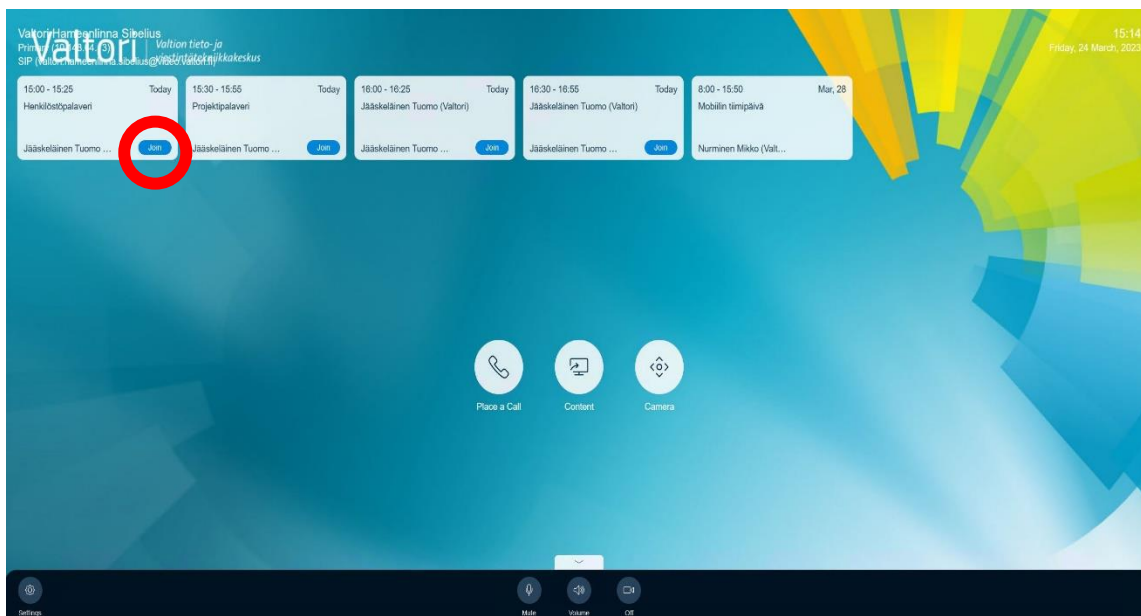 Valtori Hameenlinna Sibelius
Valtori
Valtion tieto- ja
viestintätekniikkakeskus
15:14
Friday, 24 March, 2023
15:00 - 15:25 Today
Henkilöstöpalaveri
Jääskeläinen Tuomo ... Join
15:30 - 15:55 Today
Projektipalaveri
Jääskeläinen Tuomo ... Join
16:00 - 16:25 Today
Jääskeläinen Tuomo (Valtori)
Jääskeläinen Tuomo ... Join
16:30 - 16:55 Today
Jääskeläinen Tuomo (Valtori)
Jääskeläinen Tuomo ... Join
8:00 - 15:50 Mar, 28
Mobiilin tiimipäivä
Nurminen Mikko (Valt...
Place a Call
Content
Camera
Settings
Mute
Volume
Off